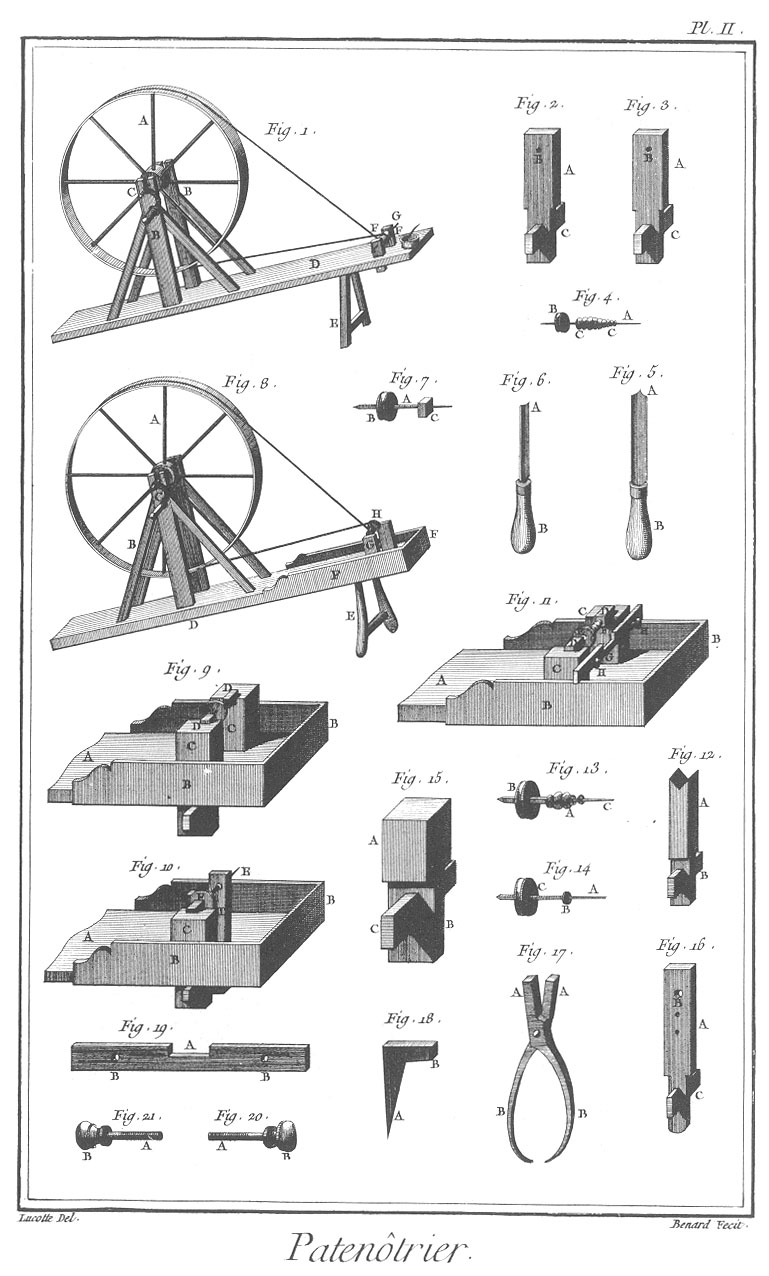 Pl. II.
Fig. 1.
A
C
B
B
D
E
F
G
F
Fig. 2.
B
A
C
Fig. 3.
B
A
C
Fig. 4.
B
A
C
C
Fig. 8.
A
C
B
D
E
F
F
G
H
Fig. 7.
B
A
C
Fig. 6.
A
B
Fig. 5.
A
B
Fig. 9.
A
B
B
C
C
D
D
Fig. 11.
A
B
B
C
C
D
G
H
H
Fig. 10.
A
B
B
C
E
E
F
Fig. 15.
A
B
C
Fig. 13.
B
A
C
Fig. 12.
A
B
Fig. 14
C
A
B
Fig. 19.
A
B
B
Fig. 18.
B
A
Fig. 17.
A
A
B
B
Fig. 16.
B
A
C
Fig. 21.
B
A
Fig. 20.
A
B
Lucotte Del.
Benard Fecit.
Patenôtrier.